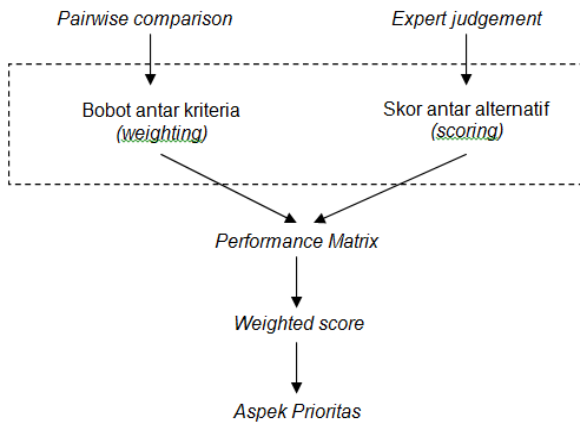 Pairwise comparison
Expert judgement
Bobot antar kriteria
(weighting)
Skor antar alternatif
(scoring)
Performance Matrix
Weighted score
Aspek Prioritas